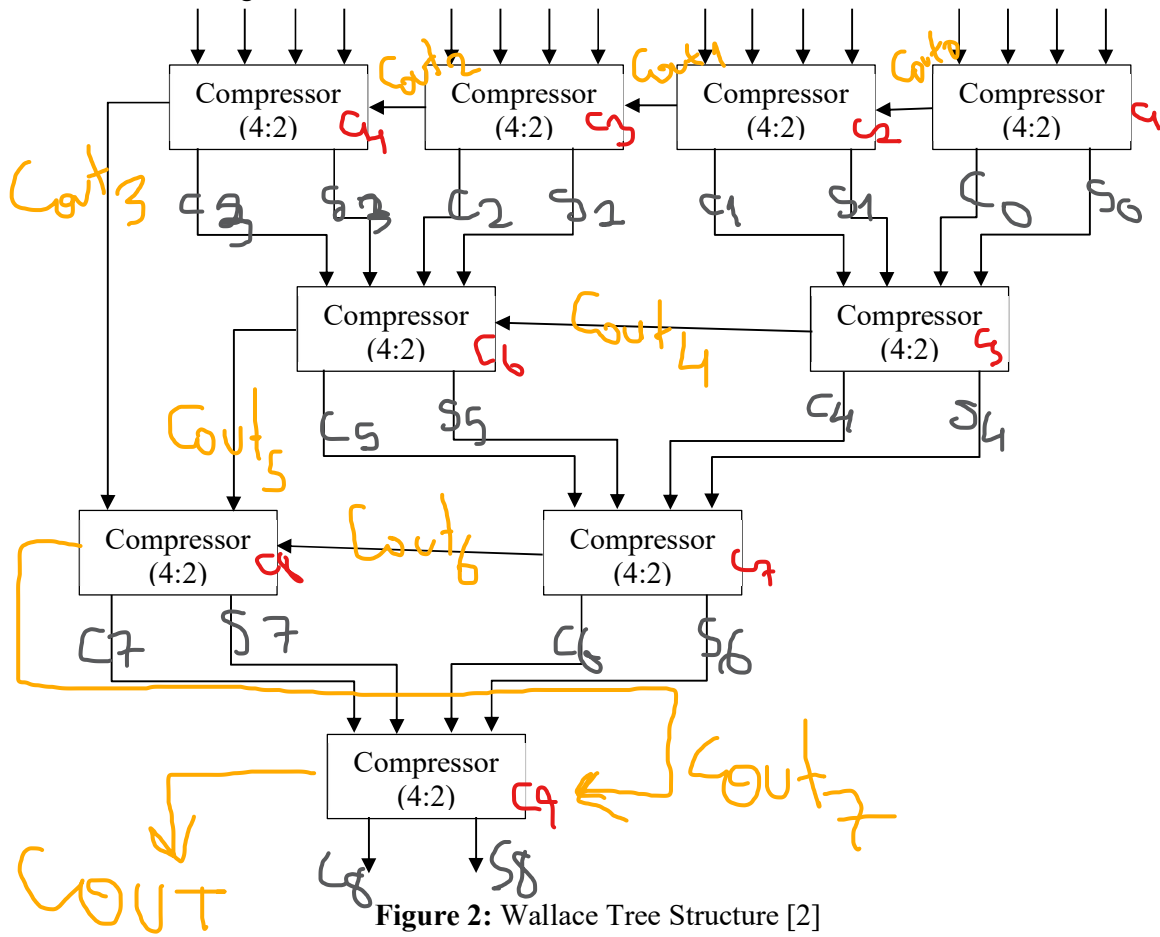 Cout2 Cout1 Cout0
Compressor Compressor Compressor Compressor
(4:2) C4 (4:2) C3 (4:2) C2 (4:2)
Cout3
C3 S3 C2 S2 C1 S1 C0 S0
Compressor Cout4 Compressor
(4:2) C6 (4:2) C5
Cout5
C5 S5 C4 S4
Compressor Cout6 Compressor
(4:2) C8 (4:2) C7
C7 S7 C6 S6
Compressor Cout7
(4:2) C9
COUT
C8 S8
Figure 2: Wallace Tree Structure [2]